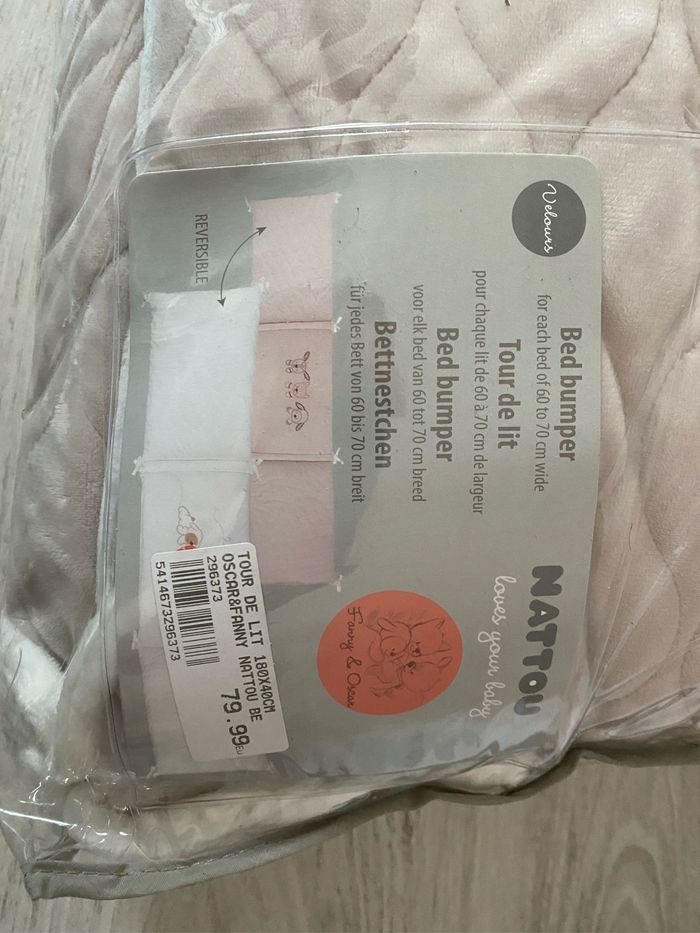 Velours
REVERSIBLE
Bed bumper
for each bed of 60 to 70 cm wide
Tour de lit
pour chaque lit de 60 à 70 cm de largeur
Bed bumper
voor elk bed van 60 tot 70 cm breed
Bettnestchen
für jedes Bett von 60 bis 70 cm breit
NATTOU
loves your baby
Fanny & Oscar
TOUR DE LIT 180X40CM
OSCAR&FANNY NATTOU BE
296373
79.99EU
5414673296373